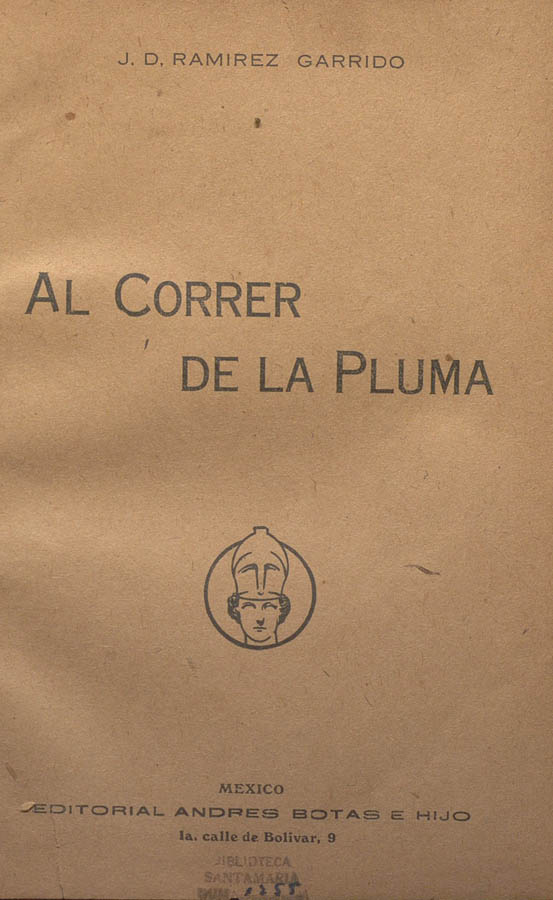 J. D. RAMIREZ GARRIDO
AL CORRER
DE LA PLUMA
MEXICO
EDITORIAL ANDRES BOTAS E HIJO
1a. calle de Bolivar, 9
BIBLIOTECA
SANTAMARIA
1255